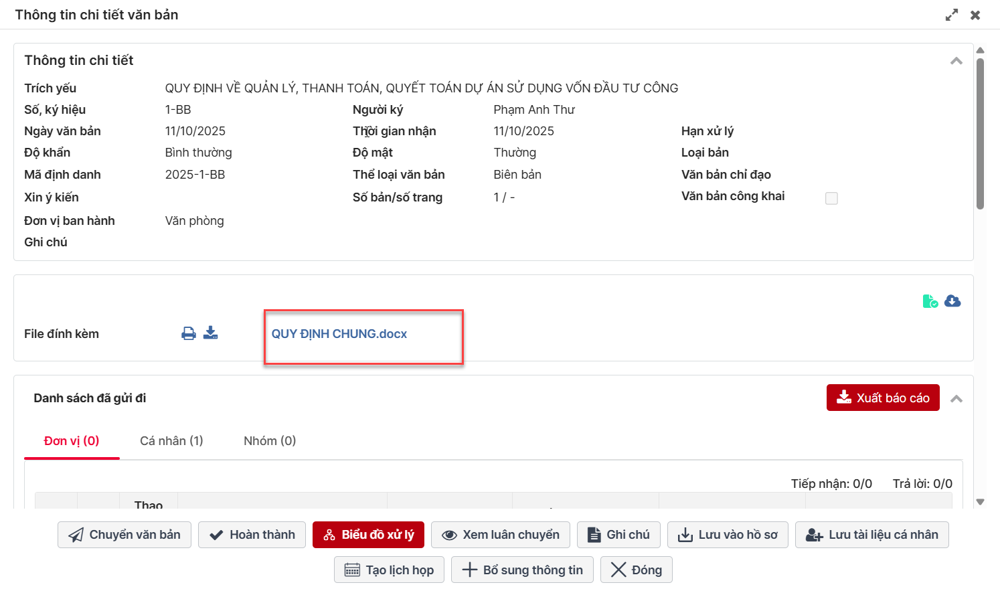 Thông tin chi tiết văn bản
Thông tin chi tiết
Trích yếu QUY ĐỊNH VỀ QUẢN LÝ, THANH TOÁN, QUYẾT TOÁN DỰ ÁN SỬ DỤNG VỐN ĐẦU TƯ CÔNG
Số, ký hiệu 1-BB Người ký Phạm Anh Thư
Ngày văn bản 11/10/2025 Thời gian nhận 11/10/2025 Hạn xử lý
Độ khẩn Bình thường Độ mật Thường Loại bản
Mã định danh 2025-1-BB Thể loại văn bản Biên bản Văn bản chỉ đạo
Xin ý kiến Số bản/số trang 1 / - Văn bản công khai
Đơn vị ban hành Văn phòng
Ghi chú
File đính kèm QUY ĐỊNH CHUNG.docx
Danh sách đã gửi đi Xuất báo cáo
Đơn vị (0) Cá nhân (1) Nhóm (0)
Tiếp nhận: 0/0 Trả lời: 0/0
Thao
Chuyển văn bản Hoàn thành Biểu đồ xử lý Xem luân chuyển Ghi chú Lưu vào hồ sơ Lưu tài liệu cá nhân
Tạo lịch họp Bổ sung thông tin Đóng